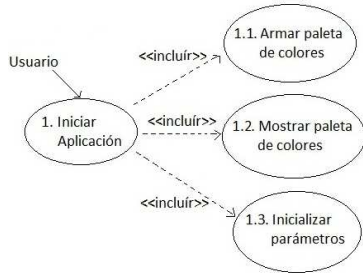 1.1. Armar paleta
de colores
<<incluír>>
Usuario
1. Iniciar
Aplicación
<<incluír>>
1.2. Mostrar paleta
de colores
<<incluír>>
1.3. Inicializar
parámetros